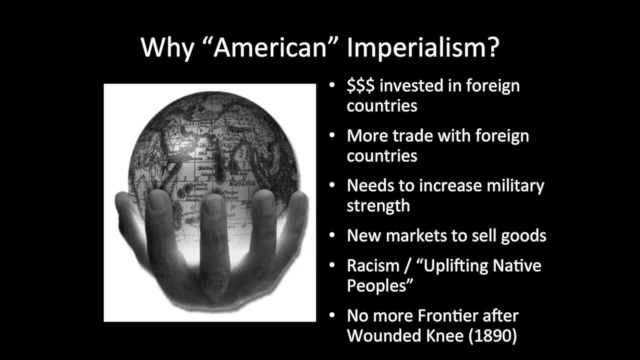 Why “American” Imperialism?
• $$$ invested in foreign
countries
• More trade with foreign
countries
• Needs to increase military
strength
• New markets to sell goods
• Racism / “Uplifting Native
Peoples”
• No more Frontier after
Wounded Knee (1890)